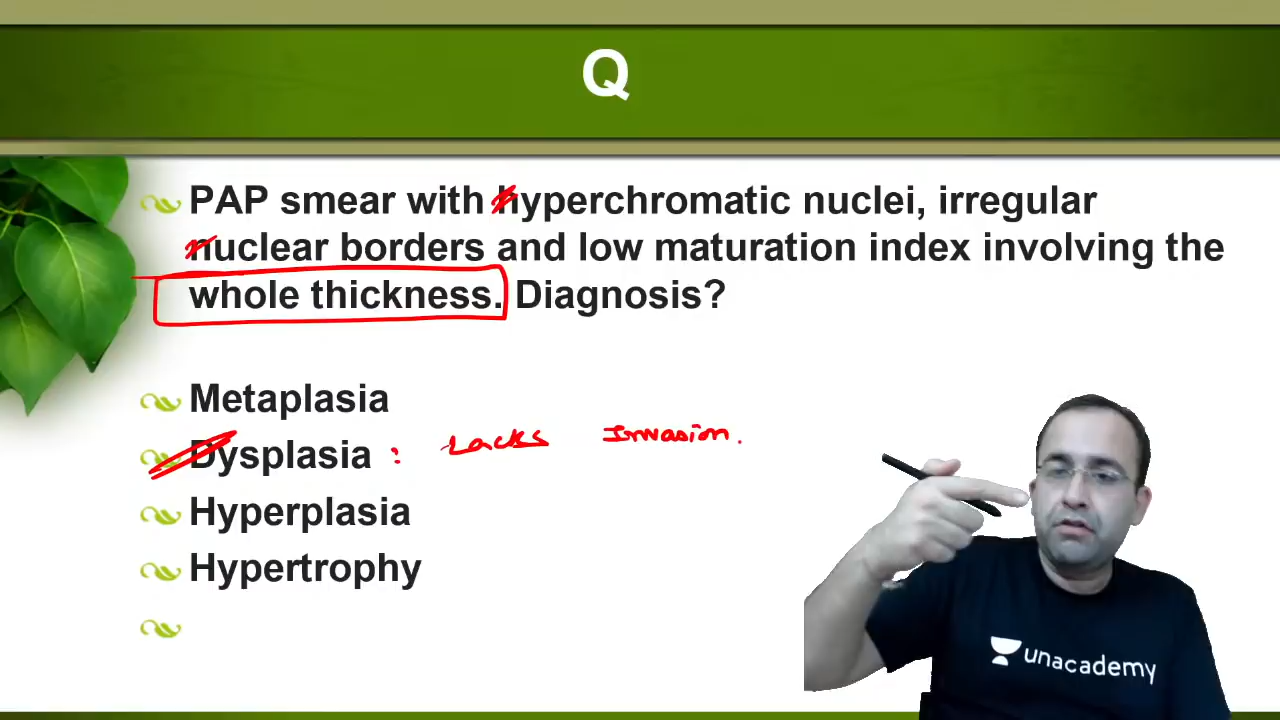 Q
PAP smear with hyperchromatic nuclei, irregular
nuclear borders and low maturation index involving the
whole thickness. Diagnosis?
Metaplasia
Dysplasia : Lacks Invasion.
Hyperplasia
Hypertrophy
unacademy